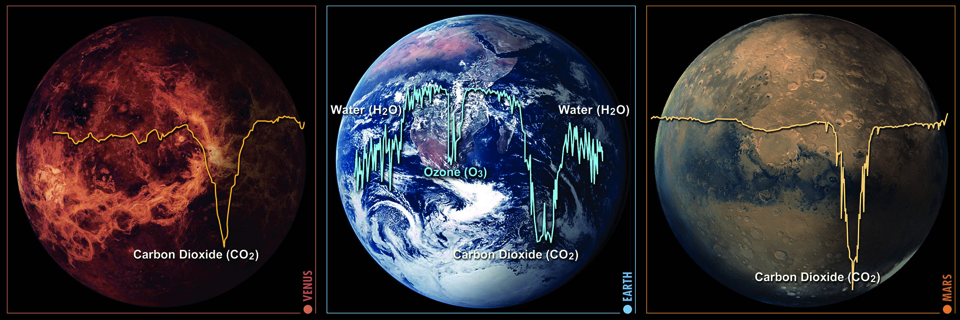 Carbon Dioxide (CO2)
VENUS
Water (H2O)
Water (H2O)
Ozone (O3)
Carbon Dioxide (CO2)
EARTH
Carbon Dioxide (CO2)
MARS